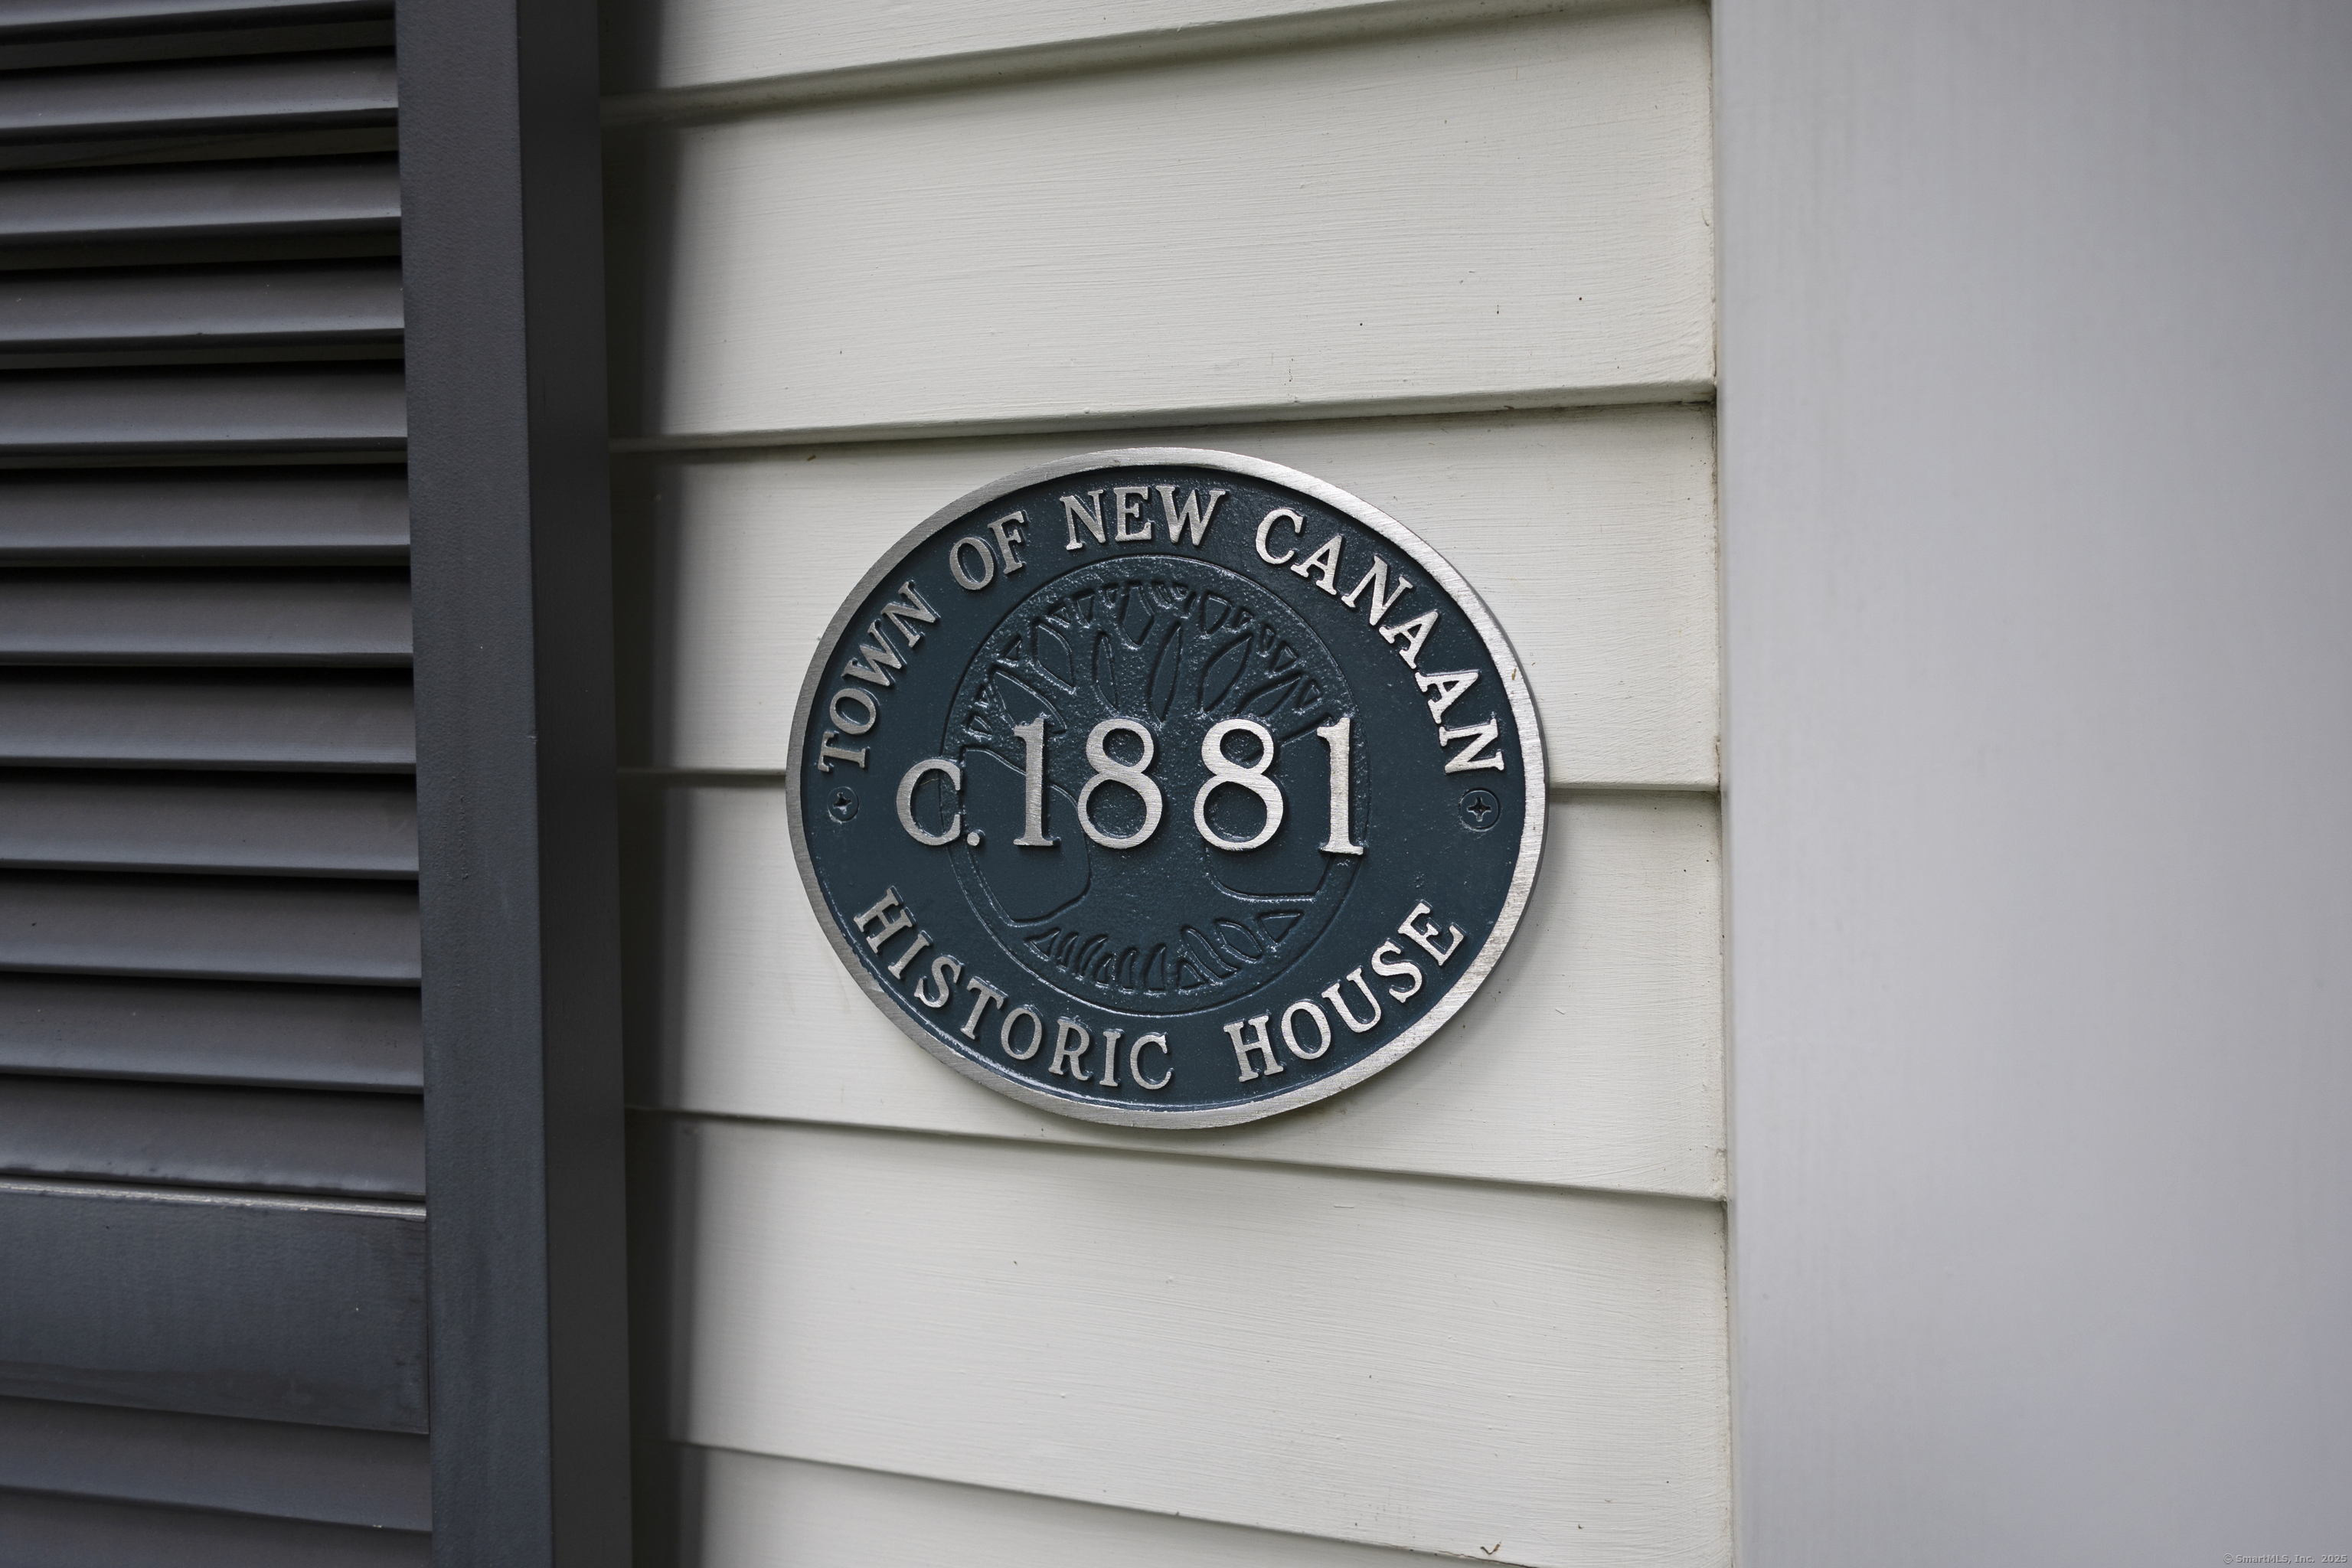 TOWN OF NEW CANAAN
c. 1881
HISTORIC HOUSE
© SmartMLS, Inc. 2025